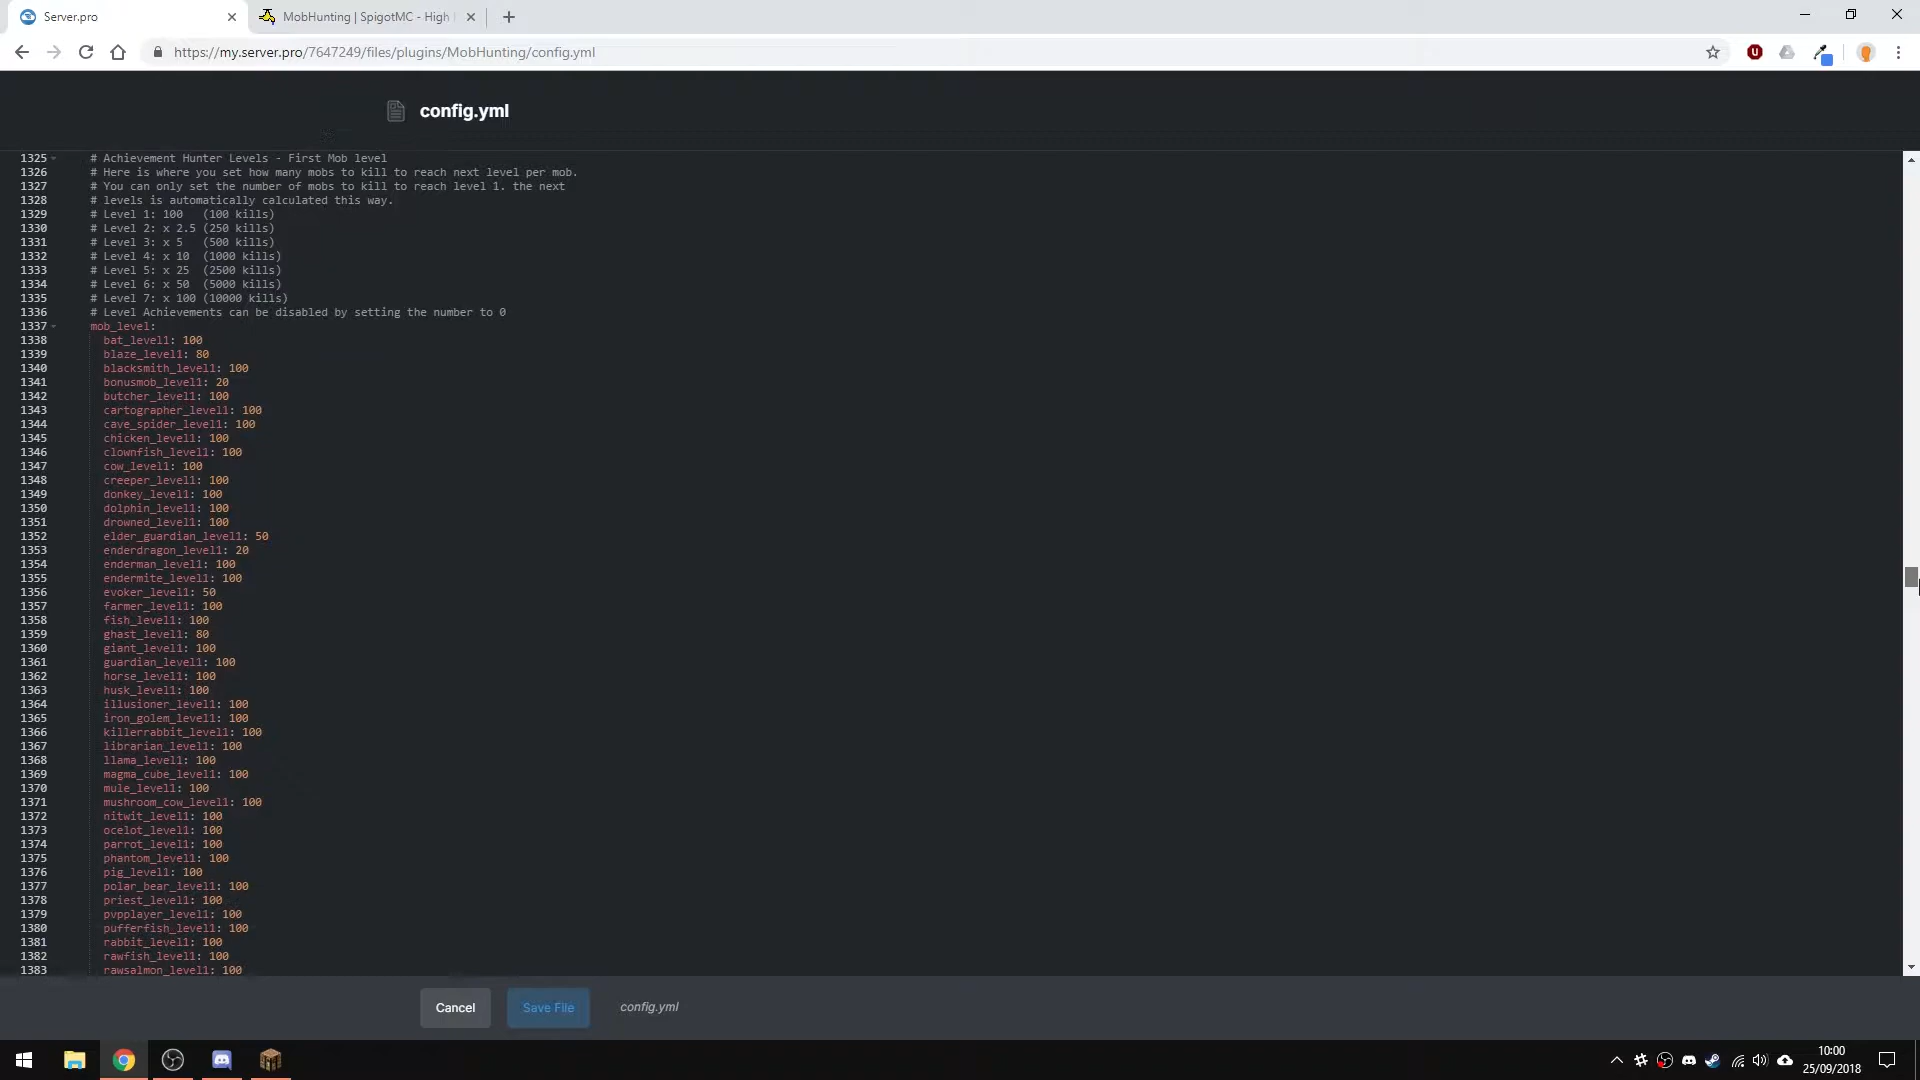 Server.pro
MobHunting | SpigotMC - High
https://my.server.pro/7647249/files/plugins/MobHunting/config.yml
config.yml
1325 # Achievement Hunter Levels - First Mob level
1326 # Here is where you set how many mobs to kill to reach next level per mob.
1327 # You can only set the number of mobs to kill to reach level 1. the next
1328 # levels is automatically calculated this way.
1329 # Level 1: 100 (100 kills)
1330 # Level 2: x 2.5 (250 kills)
1331 # Level 3: x 5 (500 kills)
1332 # Level 4: x 10 (1000 kills)
1333 # Level 5: x 25 (2500 kills)
1334 # Level 6: x 50 (5000 kills)
1335 # Level 7: x 100 (10000 kills)
1336 # Level Achievements can be disabled by setting the number to 0
1337 mob_level:
1338 bat_level1: 100
1339 blaze_level1: 80
1340 blacksmith_level1: 100
1341 bonusmob_level1: 20
1342 butcher_level1: 100
1343 cartographer_level1: 100
1344 cave_spider_level1: 100
1345 chicken_level1: 100
1346 clownfish_level1: 100
1347 cow_level1: 100
1348 creeper_level1: 100
1349 donkey_level1: 100
1350 dolphin_level1: 100
1351 drowned_level1: 100
1352 elder_guardian_level1: 50
1353 enderdragon_level1: 20
1354 enderman_level1: 100
1355 endermite_level1: 100
1356 evoker_level1: 50
1357 farmer_level1: 100
1358 fish_level1: 100
1359 ghast_level1: 80
1360 giant_level1: 100
1361 guardian_level1: 100
1362 horse_level1: 100
1363 husk_level1: 100
1364 illusioner_level1: 100
1365 iron_golem_level1: 100
1366 killerrabbit_level1: 100
1367 librarian_level1: 100
1368 llama_level1: 100
1369 magma_cube_level1: 100
1370 mule_level1: 100
1371 mushroom_cow_level1: 100
1372 nitwit_level1: 100
1373 ocelot_level1: 100
1374 parrot_level1: 100
1375 phantom_level1: 100
1376 pig_level1: 100
1377 polar_bear_level1: 100
1378 priest_level1: 100
1379 pvpplayer_level1: 100
1380 pufferfish_level1: 100
1381 rabbit_level1: 100
1382 rawfish_level1: 100
1383 rawsalmon_level1: 100
Cancel
Save File
config.yml
10:00
25/09/2018